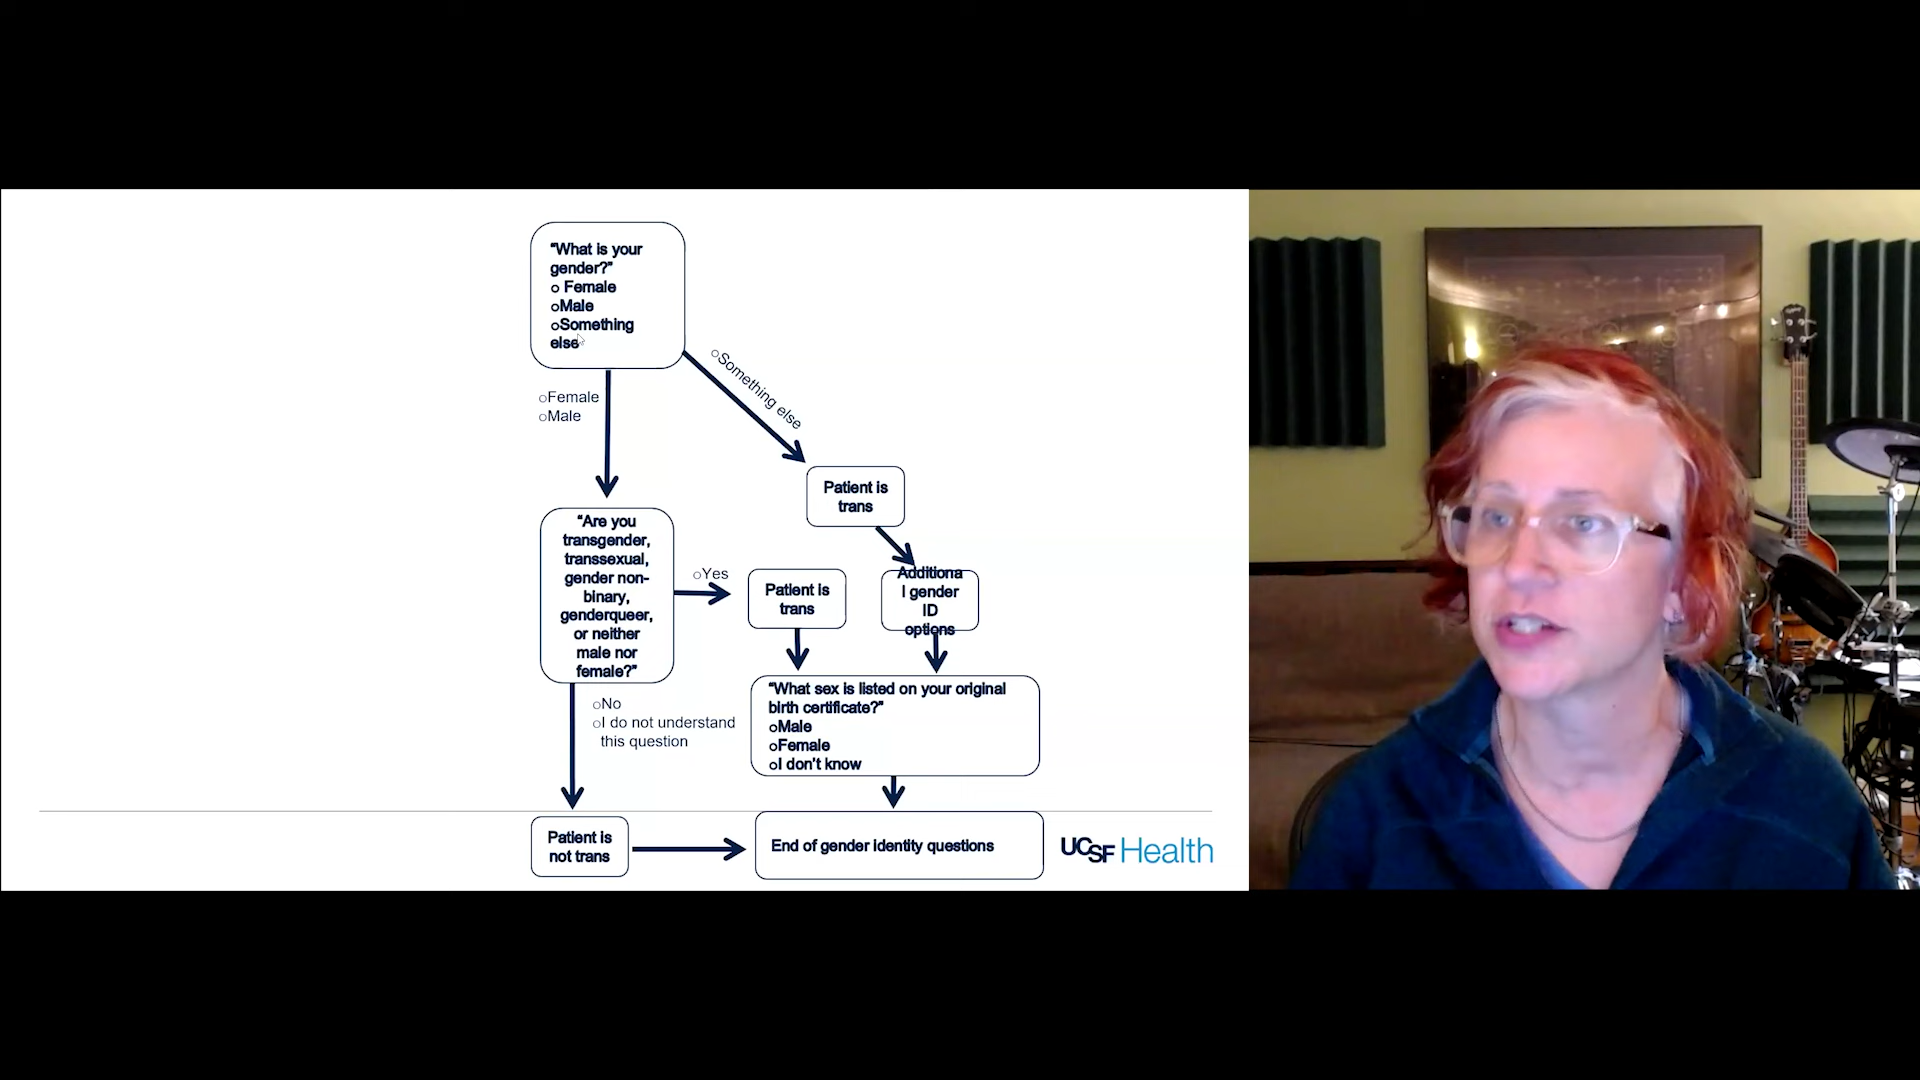 “What is your
gender?”
o Female
oMale
oSomething
else
oSomething else
oFemale
oMale
Patient is
trans
“Are you
transgender,
transsexual,
gender non-
binary,
genderqueer,
or neither
male nor
female?”
oYes
Patient is
trans
Additiona
l gender
ID
options
“What sex is listed on your original
birth certificate?”
oMale
oFemale
oI don’t know
oNo
oI do not understand
this question
Patient is
not trans
End of gender identity questions
UCSF Health